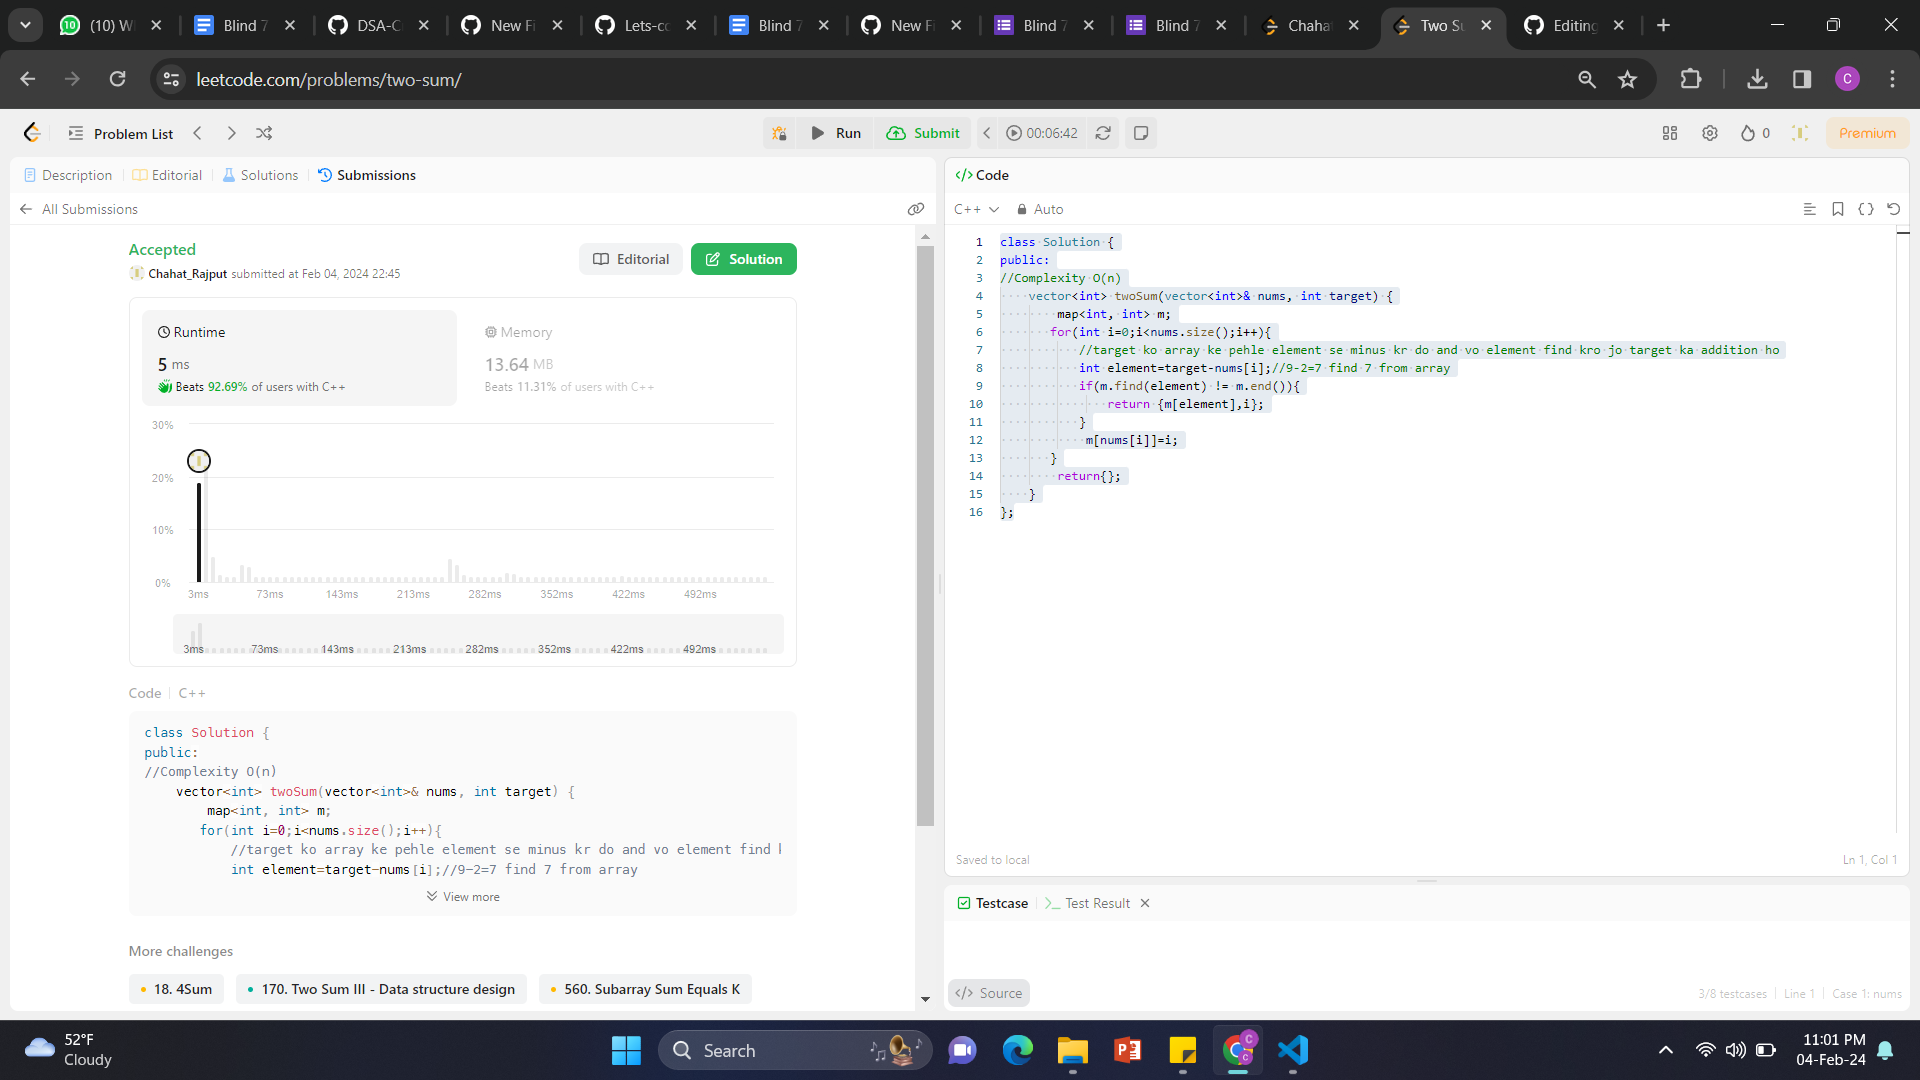 (10) W
Blind 7
DSA-C
New Fi
Lets-co
Blind 7
New Fi
Blind 7
Blind 7
Chahat
Two Su
Editing
leetcode.com/problems/two-sum/
C
Problem List
Run
Submit
00:06:42
0
Premium
Description
Editorial
Solutions
Submissions
All Submissions
Accepted
Chahat_Rajput submitted at Feb 04, 2024 22:45
Editorial
Solution
Runtime
5 ms
Beats 92.69% of users with C++
Memory
13.64 MB
Beats 11.31% of users with C++
30%
20%
10%
0%
3ms 73ms 143ms 213ms 282ms 352ms 422ms 492ms
3ms 73ms 143ms 213ms 282ms 352ms 422ms 492ms
Code C++
class Solution {
public:
//Complexity O(n)
vector<int> twoSum(vector<int>& nums, int target) {
map<int, int> m;
for(int i=0;i<nums.size();i++){
//target ko array ke pehle element se minus kr do and vo element find
int element=target-nums[i];//9-2=7 find 7 from array
View more
More challenges
18. 4Sum
170. Two Sum III - Data structure design
560. Subarray Sum Equals K
</> Code
C++
Auto
1 class Solution {
2 public:
3 //Complexity O(n)
4 vector<int> twoSum(vector<int>& nums, int target) {
5 map<int, int> m;
6 for(int i=0;i<nums.size();i++){
7 //target ko array ke pehle element se minus kr do and vo element find kro jo target ka addition ho
8 int element=target-nums[i];//9-2=7 find 7 from array
9 if(m.find(element) != m.end()){
10 return {m[element],i};
11 }
12 m[nums[i]]=i;
13 }
14 return{};
15 }
16 };
Saved to local
Ln 1, Col 1
Testcase
Test Result
</> Source
3/8 testcases
Line 1
Case 1: nums
52°F
Cloudy
Search
11:01 PM
04-Feb-24